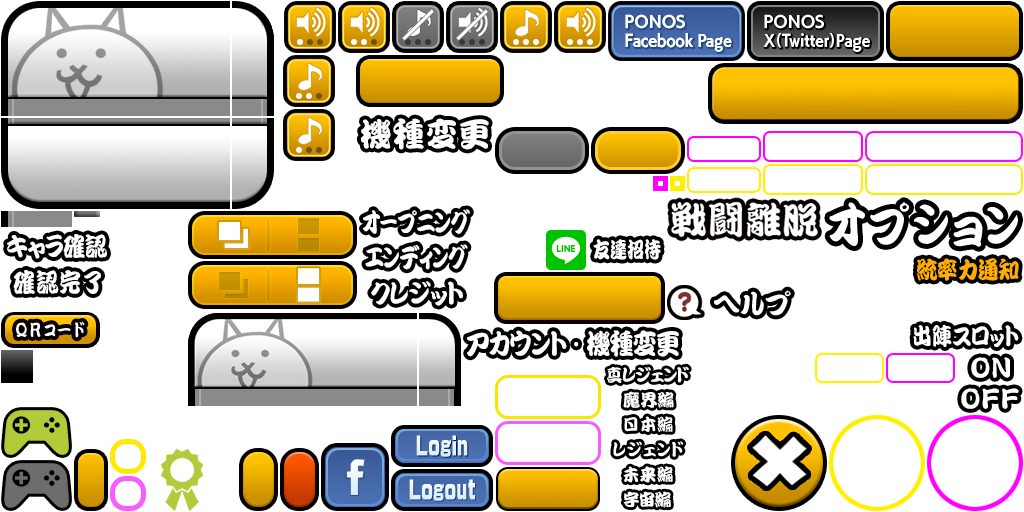 PONOS
Facebook Page
PONOS
X(Twitter)Page
機種変更
戦闘離脱
オプション
キャラ確認
確認完了
オープニング
エンディング
クレジット
LINE
友達招待
統率力通知
?
ヘルプ
QRコード
アカウント・機種変更
出陣スロット
ON
OFF
真レジェンド
魔界編
日本編
レジェンド
未来編
宇宙編
f
Login
Logout